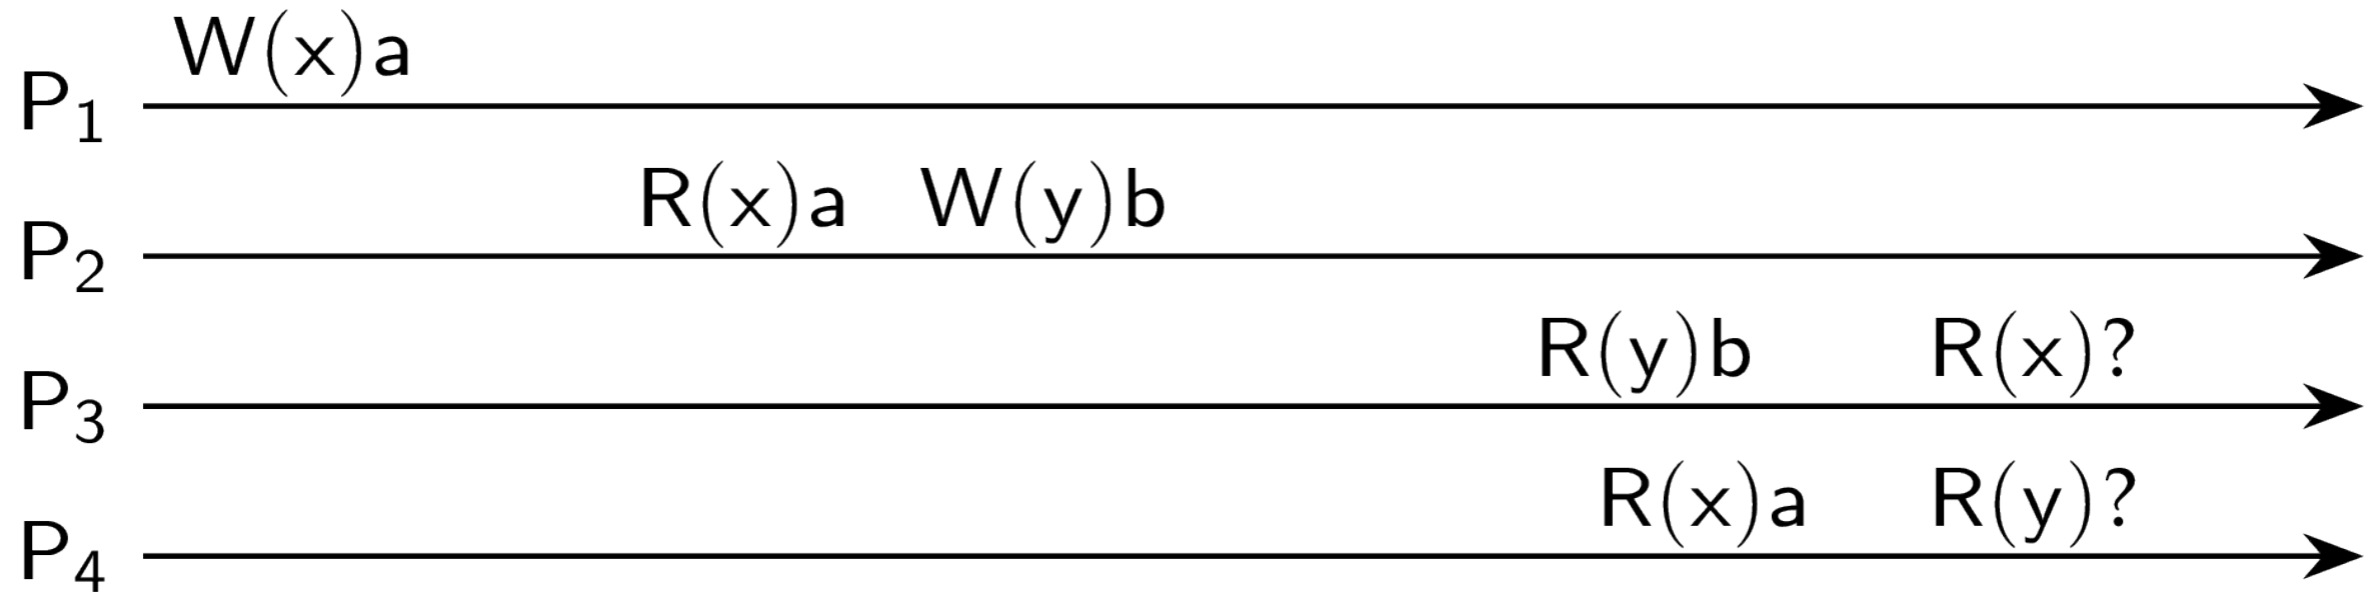 W(x)a
P₁
R(x)a W(y)b
P₂
R(y)b R(x)?
P₃
R(x)a R(y)?
P₄